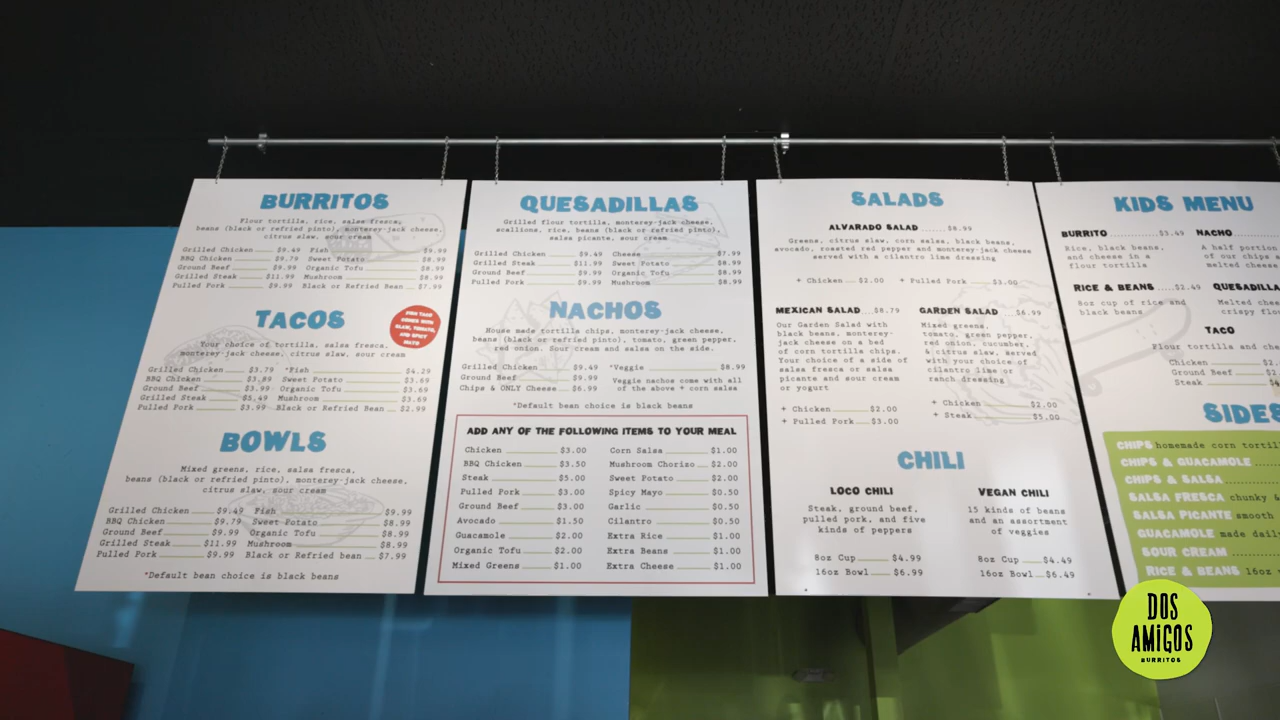 BURRITOS
Flour tortilla, rice, salsa fresca,
beans (black or refried pinto), monterey-jack cheese,
citrus slaw, sour cream
Grilled Chicken $9.49 Fish $9.99
BBQ Chicken $9.79 Sweet Potato $8.99
Ground Beef $9.99 Organic Tofu $8.99
Grilled Steak $11.99 Mushroom $8.99
Pulled Pork $9.99 Black or Refried Bean $7.99
TACOS
FISH TACO
COMES WITH
SLAW, TOMATO,
AND SPICY
MAYO
Your choice of tortilla, salsa fresca,
monterey-jack cheese, citrus slaw, sour cream
Grilled Chicken $3.79 *Fish $4.29
BBQ Chicken $3.89 Sweet Potato $3.69
Ground Beef $3.99 Organic Tofu $3.69
Grilled Steak $5.49 Mushroom $3.69
Pulled Pork $3.99 Black or Refried Bean $2.99
BOWLS
Mixed greens, rice, salsa fresca,
beans (black or refried pinto), monterey-jack cheese,
citrus slaw, sour cream
Grilled Chicken $9.49 Fish $9.99
BBQ Chicken $9.79 Sweet Potato $8.99
Ground Beef $9.99 Organic Tofu $8.99
Grilled Steak $11.99 Mushroom $8.99
Pulled Pork $9.99 Black or Refried bean $7.99
*Default bean choice is black beans
QUESADILLAS
Grilled flour tortilla, monterey-jack cheese,
scallions, rice, beans (black or refried pinto),
salsa picante, sour cream
Grilled Chicken $9.49 Cheese $7.99
Grilled Steak $11.99 Sweet Potato $8.99
Ground Beef $9.99 Organic Tofu $8.99
Pulled Pork $9.99 Mushroom $8.99
NACHOS
House made tortilla chips, monterey-jack cheese,
beans (black or refried pinto), tomato, green pepper,
red onion. Sour cream and salsa on the side.
Grilled Chicken $9.49 *Veggie $8.99
Ground Beef $9.99 Veggie nachos come with all
Chips & ONLY Cheese $6.99 of the above + corn salsa
*Default bean choice is black beans
ADD ANY OF THE FOLLOWING ITEMS TO YOUR MEAL
Chicken $3.00 Corn Salsa $1.00
BBQ Chicken $3.50 Mushroom Chorizo $2.00
Steak $5.00 Sweet Potato $2.00
Pulled Pork $3.00 Spicy Mayo $0.50
Ground Beef $3.00 Garlic $0.50
Avocado $1.50 Cilantro $0.50
Guacamole $2.00 Extra Rice $1.00
Organic Tofu $2.00 Extra Beans $1.00
Mixed Greens $1.00 Extra Cheese $1.00
SALADS
ALVARADO SALAD $8.99
Greens, citrus slaw, corn salsa, black beans,
avocado, roasted red pepper and monterey-jack cheese
served with a cilantro lime dressing
+ Chicken $2.00 + Pulled Pork $3.00
MEXICAN SALAD $8.79
Our Garden Salad with
black beans, monterey-
jack cheese on a bed
of corn tortilla chips.
Your choice of a side of
salsa fresca or salsa
picante and sour cream
or yogurt
+ Chicken $2.00
+ Pulled Pork $3.00
GARDEN SALAD $6.99
Mixed greens,
tomato, green pepper,
red onion, cucumber,
& citrus slaw, served
with your choice of
cilantro lime or
ranch dressing
+ Chicken $2.00
+ Steak $5.00
CHILI
LOCO CHILI
Steak, ground beef,
pulled pork, and five
kinds of peppers
8oz Cup $4.99
16oz Bowl $6.99
VEGAN CHILI
15 kinds of beans
and an assortment
of veggies
8oz Cup $4.49
16oz Bowl $6.49
KIDS MENU
BURRITO $3.49
Rice, black beans,
and cheese in a
flour tortilla
NACHO
A half portion
of our chips a
melted cheese
RICE & BEANS $2.49
8oz cup of rice and
black beans
QUESADILLA
Melted chee
crispy flo
TACO
Flour tortilla and che
Chicken $2
Ground Beef $2.
Steak $4
SIDES
CHIPS homemade corn tortil
CHIPS & GUACAMOLE
CHIPS & SALSA
SALSA FRESCA chunky &
SALSA PICANTE smooth
GUACAMOLE made dail
SOUR CREAM
RICE & BEANS 16oz
DOS
AMiGOS
BURRITOS